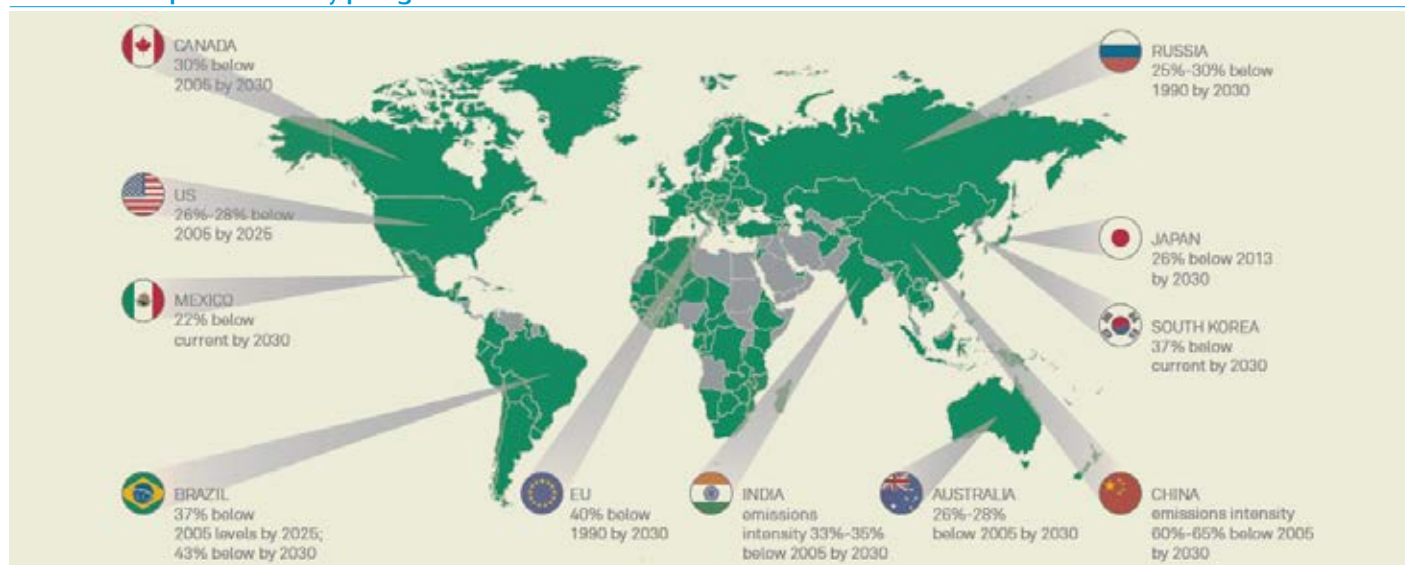 CANADA
30% below
2005 by 2030
RUSSIA
25%-30% below
1990 by 2030
US
26%-28% below
2005 by 2025
JAPAN
26% below 2013
by 2030
MEXICO
22% below
current by 2030
SOUTH KOREA
37% below
current by 2030
BRAZIL
37% below
2005 levels by 2025;
43% below by 2030
EU
40% below
1990 by 2030
INDIA
emissions
intensity 33%-35%
below 2005 by 2030
AUSTRALIA
26%-28%
below 2005 by 2030
CHINA
emissions intensity
60%-65% below 2005
by 2030